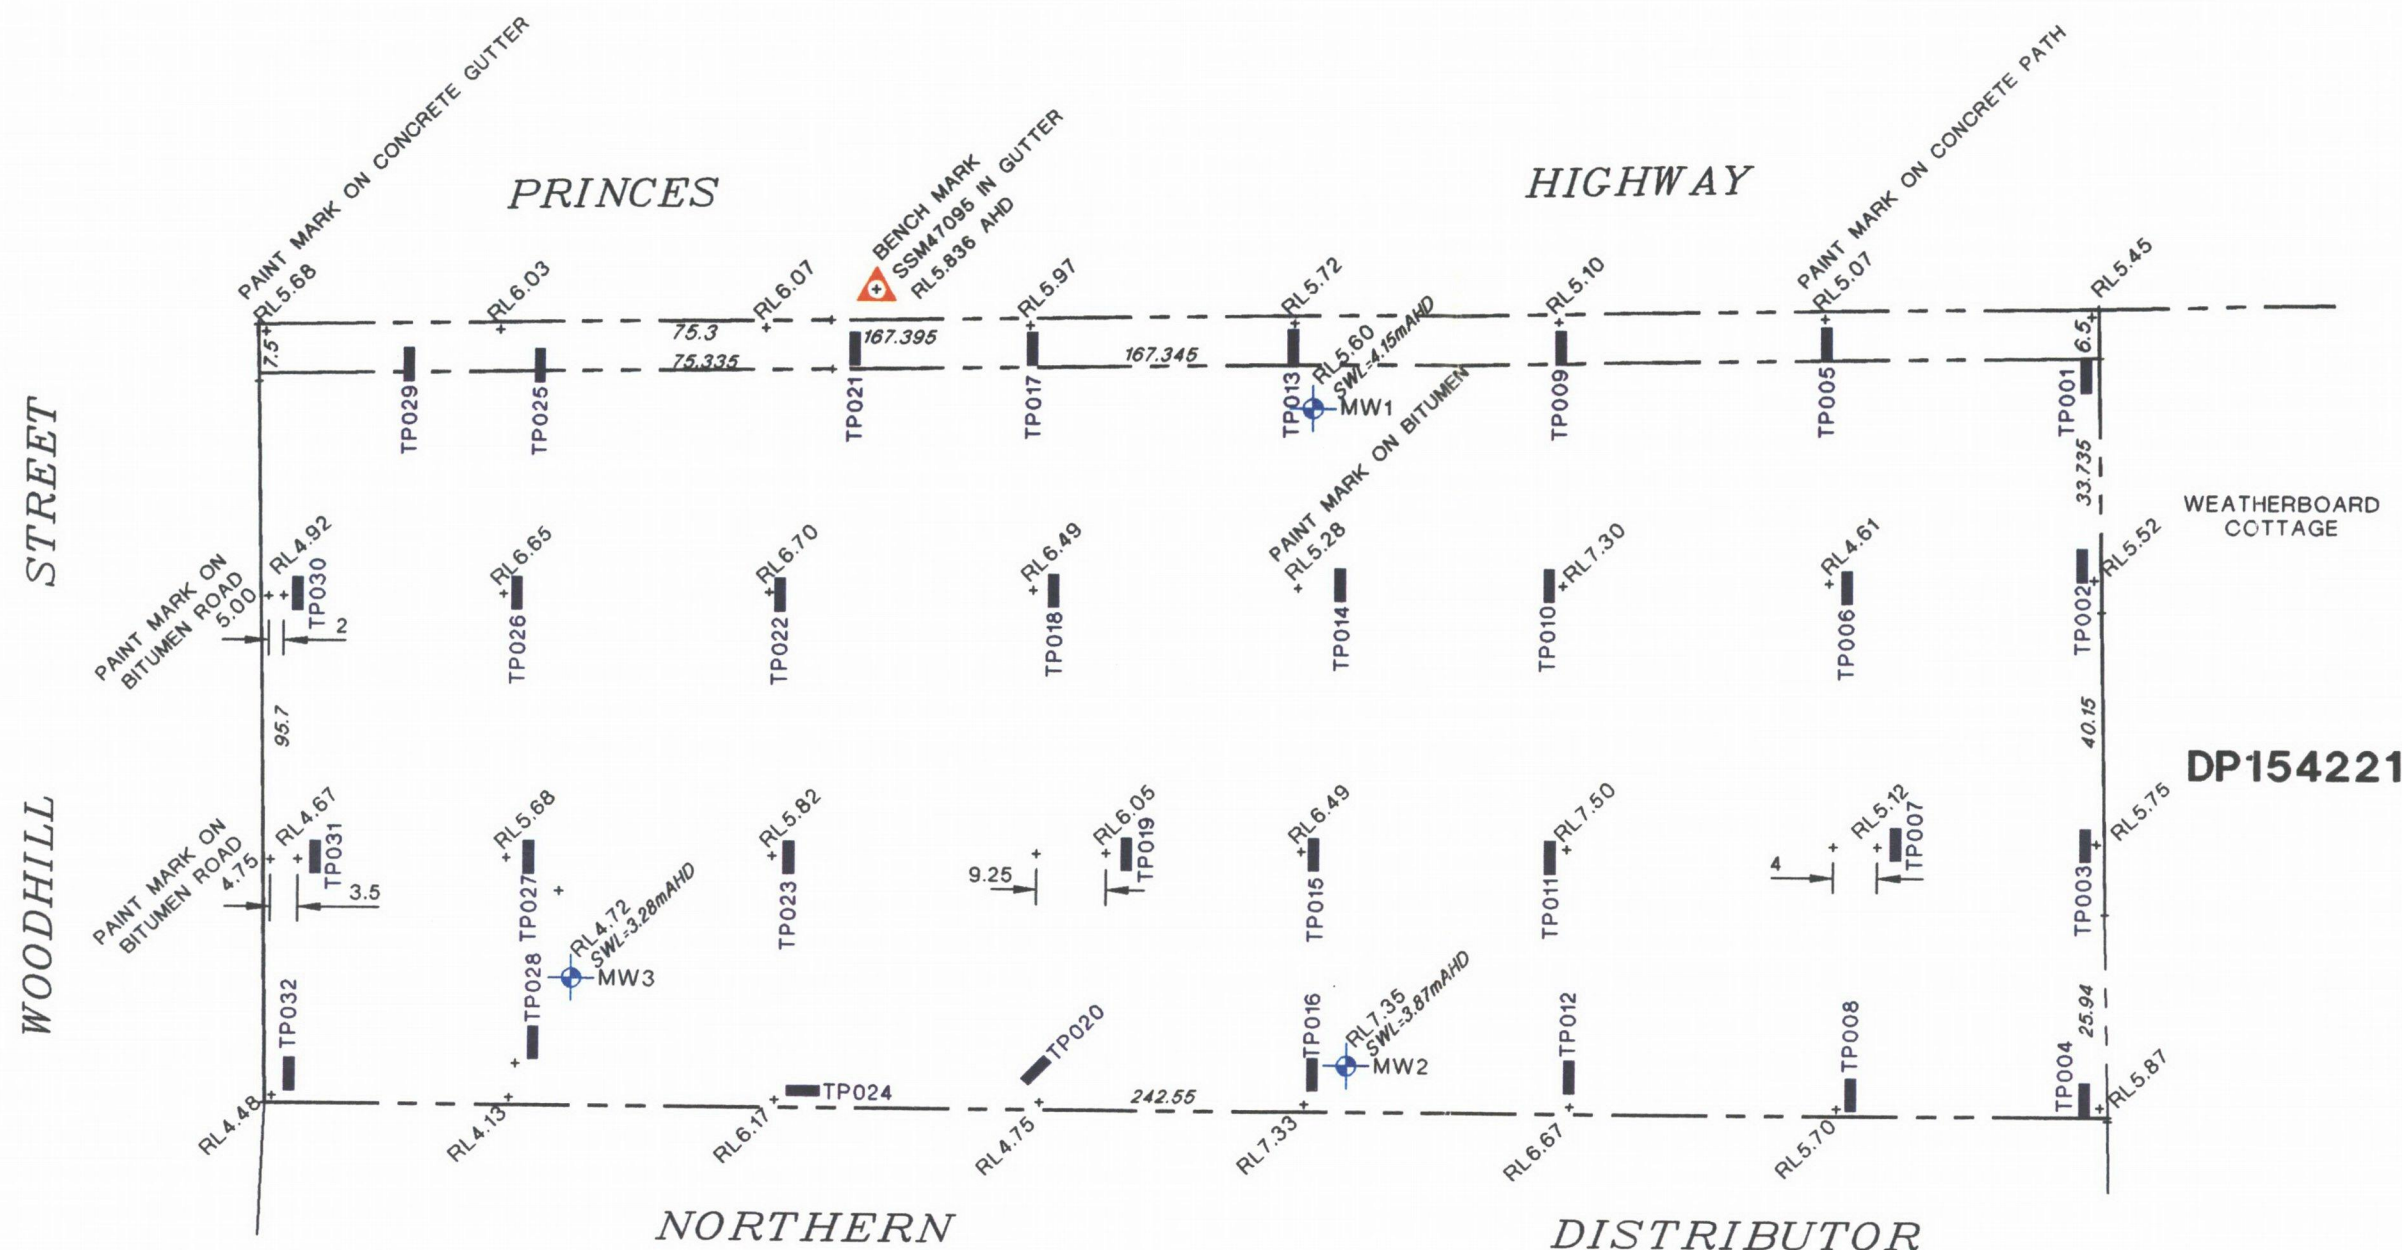 PAINT MARK ON CONCRETE GUTTER
RL5.68
PRINCES
HIGHWAY
RL6.03
RL6.07
BENCH MARK
SSM47095 IN GUTTER
RL5.836 AHD
RL5.97
RL5.72
RL5.10
PAINT MARK ON CONCRETE PATH
RL5.07
RL5.45
7.5
75.3
75.335
167.395
167.345
6.5
TP029
TP025
TP021
TP017
TP013
RL5.60
SWL=4.15mAHD
MW1
TP009
TP005
TP001
33.735
STREET
WEATHERBOARD
COTTAGE
PAINT MARK ON
BITUMEN ROAD
5.00
RL4.92
TP030
2
RL6.65
TP026
RL6.70
TP022
RL6.49
TP018
PAINT MARK ON BITUMEN
RL5.28
TP014
RL7.30
TP010
RL4.61
TP006
RL5.52
TP002
95.7
40.15
DP154221
WOODHILL
PAINT MARK ON
BITUMEN ROAD
4.75
RL4.67
TP031
3.5
RL5.68
TP027
RL5.82
TP023
9.25
RL6.05
TP019
RL6.49
TP015
RL7.50
TP011
4
RL5.12
TP007
RL5.75
TP003
TP032
TP028
RL4.72
SWL=3.28mAHD
MW3
TP024
TP020
TP016
RL7.35
SWL=3.87mAHD
MW2
TP012
TP008
TP004
25.94
242.55
RL4.48
RL4.13
RL6.17
RL4.75
RL7.33
RL6.67
RL5.70
RL5.87
NORTHERN
DISTRIBUTOR